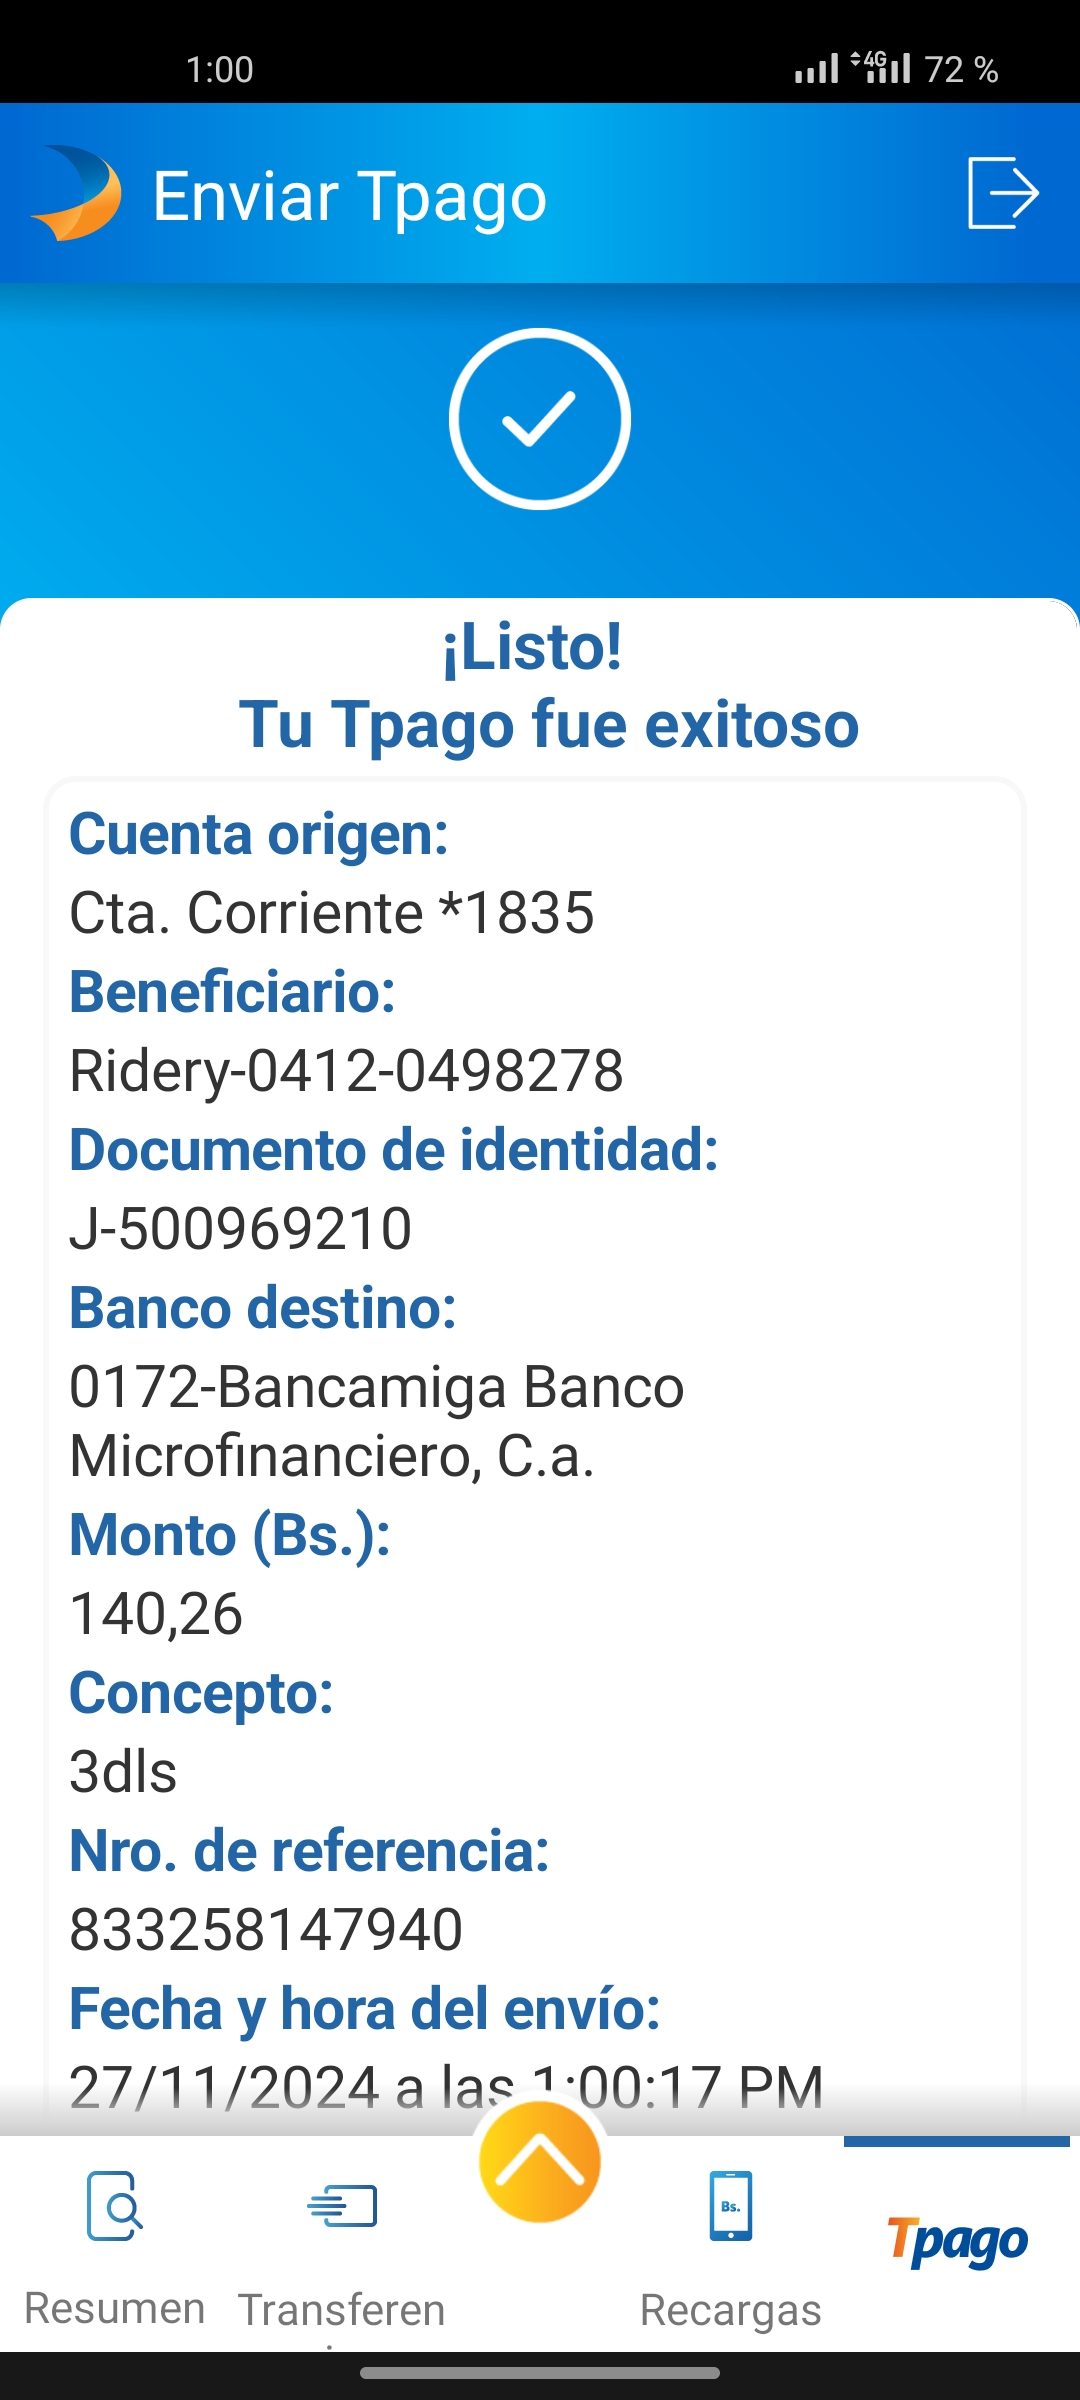 1:00
4G 72 %
Enviar Tpago
¡Listo!
Tu Tpago fue exitoso
Cuenta origen:
Cta. Corriente *1835
Beneficiario:
Ridery-0412-0498278
Documento de identidad:
J-500969210
Banco destino:
0172-Bancamiga Banco
Microfinanciero, C.a.
Monto (Bs.):
140,26
Concepto:
3dls
Nro. de referencia:
833258147940
Fecha y hora del envío:
27/11/2024 a las 1:00:17 PM
Bs.
Tpago
Resumen
Transferen
Recargas